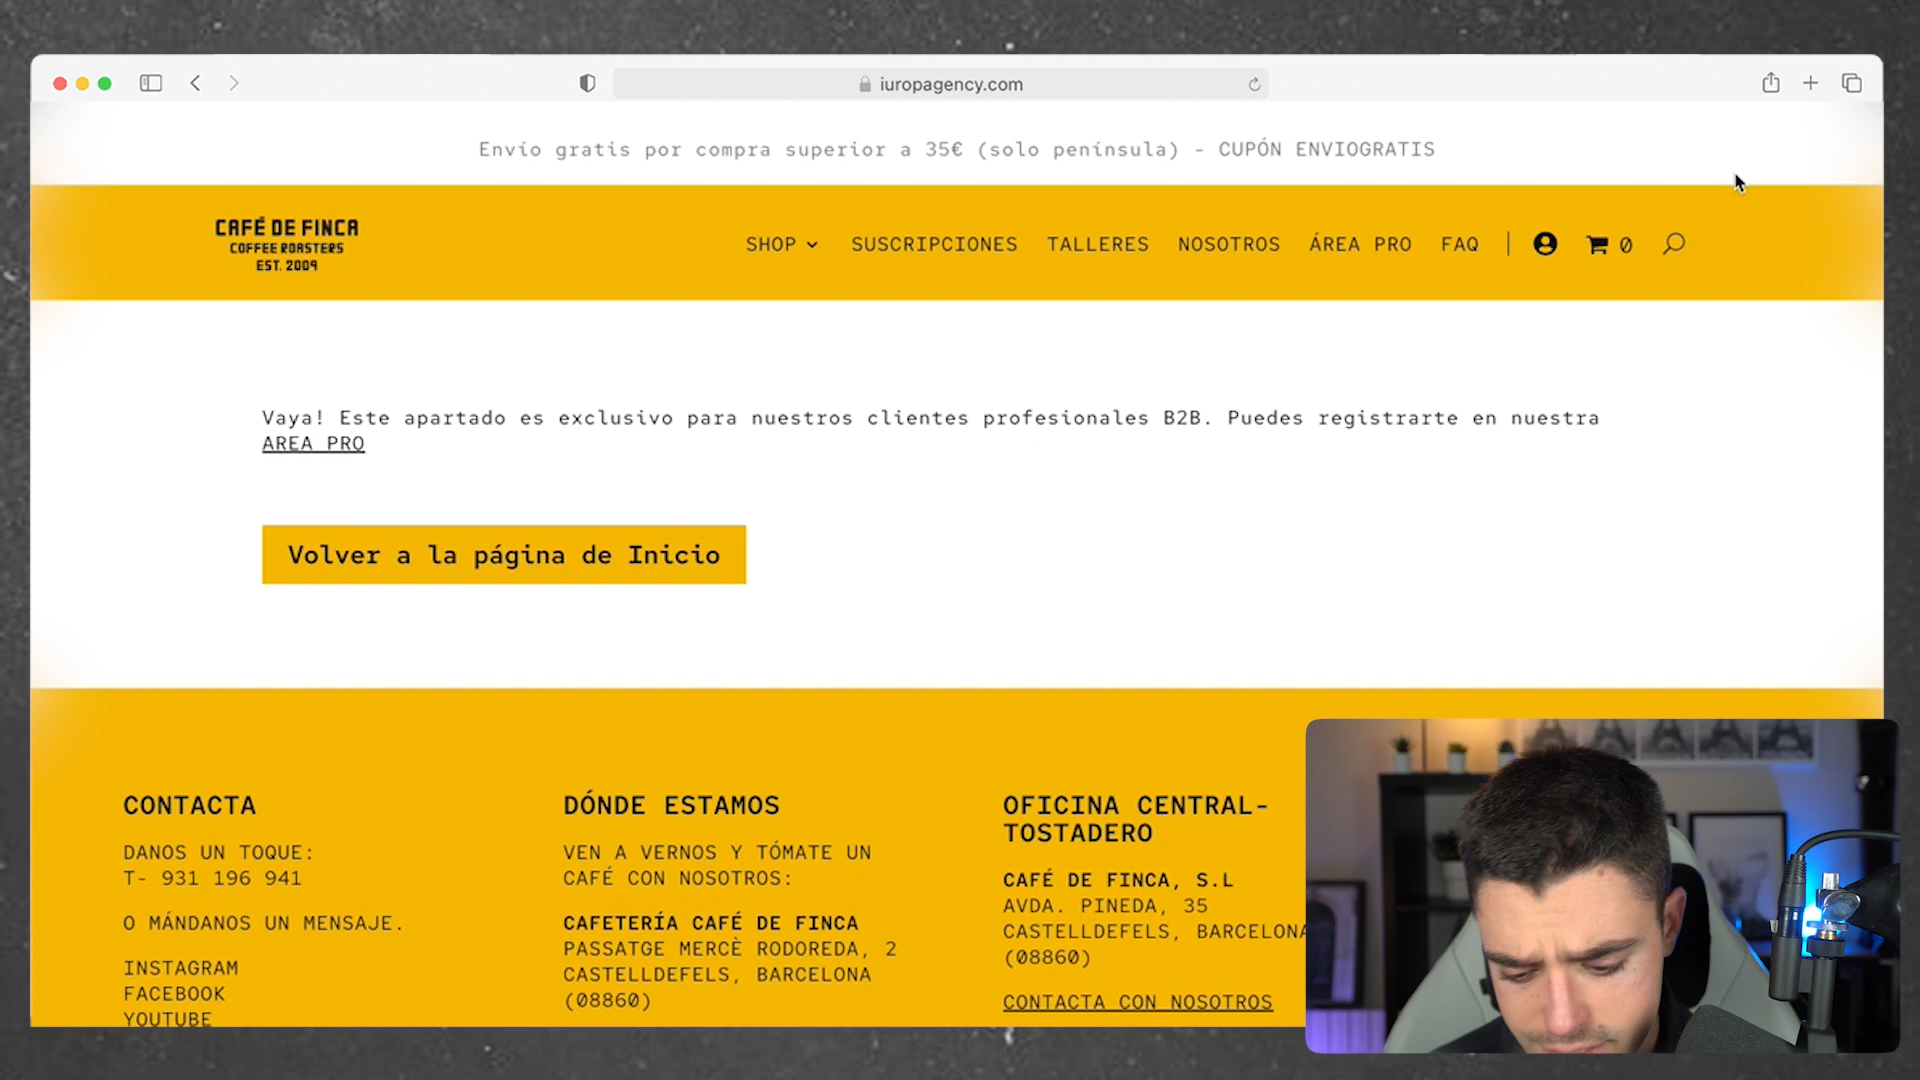 iuropagency.com
Envío gratis por compra superior a 35€ (solo península) - CUPÓN ENVIOGRATIS
CAFÉ DE FINCA
COFFEE ROASTERS
EST. 2009
SHOP SUSCRIPCIONES TALLERES NOSOTROS ÁREA PRO FAQ | 0
Vaya! Este apartado es exclusivo para nuestros clientes profesionales B2B. Puedes registrarte en nuestra
AREA PRO
Volver a la página de Inicio
CONTACTA
DANOS UN TOQUE:
T- 931 196 941
O MÁNDANOS UN MENSAJE.
INSTAGRAM
FACEBOOK
YOUTUBE
DÓNDE ESTAMOS
VEN A VERNOS Y TÓMATE UN
CAFÉ CON NOSOTROS:
CAFETERÍA CAFÉ DE FINCA
PASSATGE MERCÈ RODOREDA, 2
CASTELLDEFELS, BARCELONA
(08860)
OFICINA CENTRAL-
TOSTADERO
CAFÉ DE FINCA, S.L
AVDA. PINEDA, 35
CASTELLDEFELS, BARCELONA
(08860)
CONTACTA CON NOSOTROS